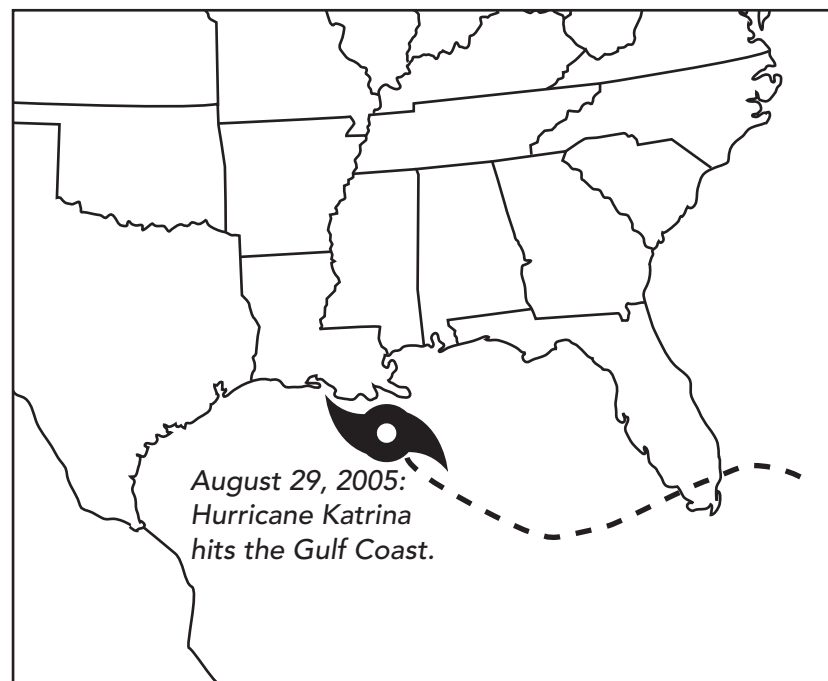 August 29, 2005:
Hurricane Katrina
hits the Gulf Coast.